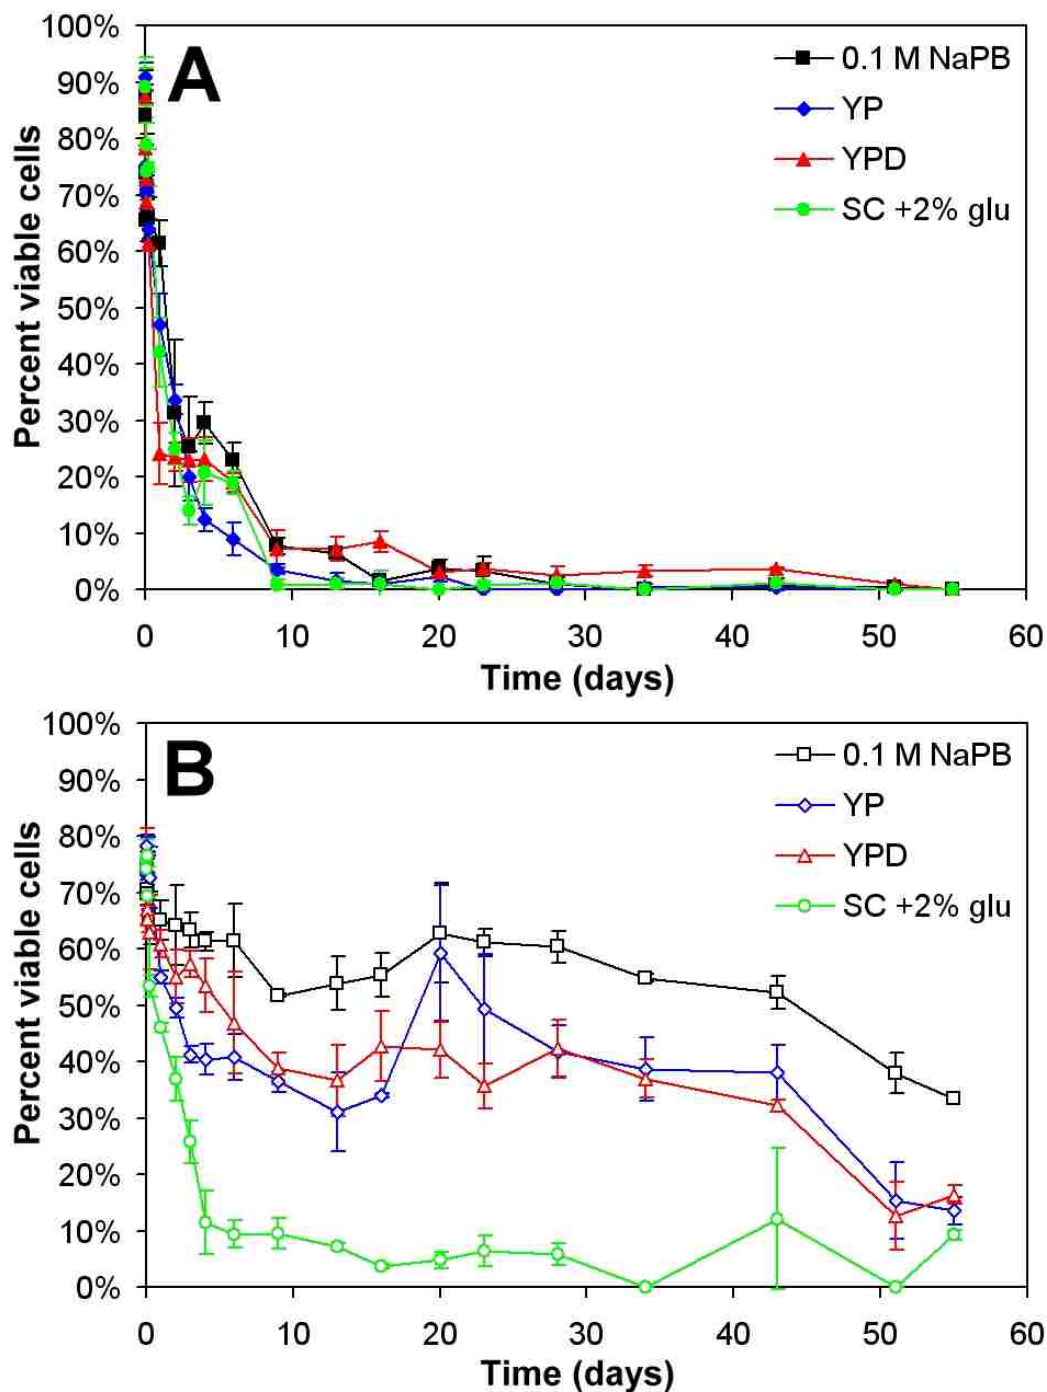 100%
90%
80%
70%
60%
50%
40%
30%
20%
10%
0%
Percent viable cells
A
0.1 M NaPB
YP
YPD
SC +2% glu
0 10 20 30 40 50 60
Time (days)
100%
90%
80%
70%
60%
50%
40%
30%
20%
10%
0%
Percent viable cells
B
0.1 M NaPB
YP
YPD
SC +2% glu
0 10 20 30 40 50 60
Time (days)